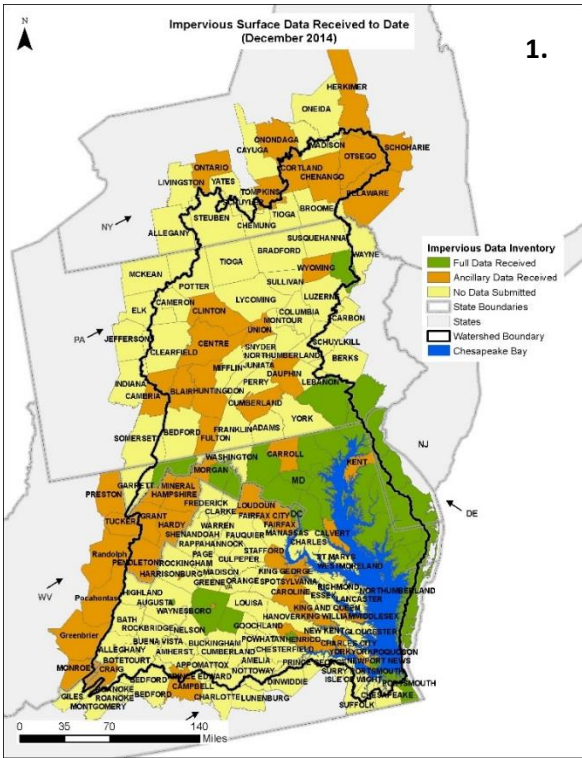 N
Impervious Surface Data Received to Date
(December 2014)
1.
HERKIMER
ONEIDA
ONONDAGA
MADISON
CAYUGA
SCHOHARIE
OTSEGO
ONTARIO
CORTLAND
CHENANGO
LIVINGSTON
YATES
TOMPKINS
SCHUYLER
DELAWARE
STEUBEN
TIOGA
BROOME
CHEMUNG
NY
ALLEGANY
SUSQUEHANNA
BRADFORD
WAYNE
TIOGA
WYOMING
MCKEAN
POTTER
SULLIVAN
ELK
CAMERON
LYCOMING
LUZERNE
CLINTON
COLUMBIA
CARBON
PA
JEFFERSON
UNION
MONTOUR
CENTRE
SCHUYLKILL
CLEARFIELD
SNYDER
NORTHUMBERLAND
BERKS
MIFFLIN
JUNIATA
INDIANA
DAUPHIN
CAMBRIA
BLAIR
HUNTINGDON
PERRY
LEBANON
CUMBERLAND
YORK
SOMERSET
BEDFORD
FRANKLIN
ADAMS
FULTON
Impervious Data Inventory
Full Data Received
Ancillary Data Received
No Data Submitted
State Boundaries
States
Watershed Boundary
Chesapeake Bay
NJ
WASHINGTON
CARROLL
KENT
GARRETT
MORGAN
PRESTON
MINERAL
MD
HAMPSHIRE
DE
FREDERICK
LOUDOUN
DC
TUCKER
GRANT
CLARKE
FAIRFAX CITY
HARDY
WARREN
FAIRFAX
SHENANDOAH
FAUQUIER
MANASSAS
CALVERT
Randolph
RAPPAHANNOCK
CHARLES
PAGE
STAFFORD
ST MARYS
PENDLETON
ROCKINGHAM
CULPEPER
WESTMORELAND
HARRISONBURG
MADISON
KING GEORGE
WV
Pocahontas
GREENE
ORANGE
SPOTSYLVANIA
RICHMOND
NORTHUMBERLAND
HIGHLAND
CAROLINE
ESSEX
LANCASTER
AUGUSTA
LOUISA
KING AND QUEEN
Greenbrier
WAYNESBORO
HANOVER
KING WILLIAM
MIDDLESEX
BATH
GOOCHLAND
NEW KENT
GLOUCESTER
ROCKBRIDGE
NELSON
POWHATAN
HENRICO
CHARLES CITY
BUENA VISTA
BUCKINGHAM
CHESTERFIELD
YORK
POQUOSON
ALLEGHANY
AMHERST
CUMBERLAND
PRINCE GEORGE
NEWPORT NEWS
MONROE
BOTETOURT
AMELIA
SURRY
PORTSMOUTH
CRAIG
APPOMATTOX
NOTTOWAY
ISLE OF WIGHT
BEDFORD
PRINCE EDWARD
DINWIDDIE
PORTSMOUTH
GILES
ROANOKE
CAMPBELL
CHESAPEAKE
ROANOKE
BEDFORD
CHARLOTTE
LUNENBURG
SUFFOLK
MONTGOMERY
0 35 70 140
Miles